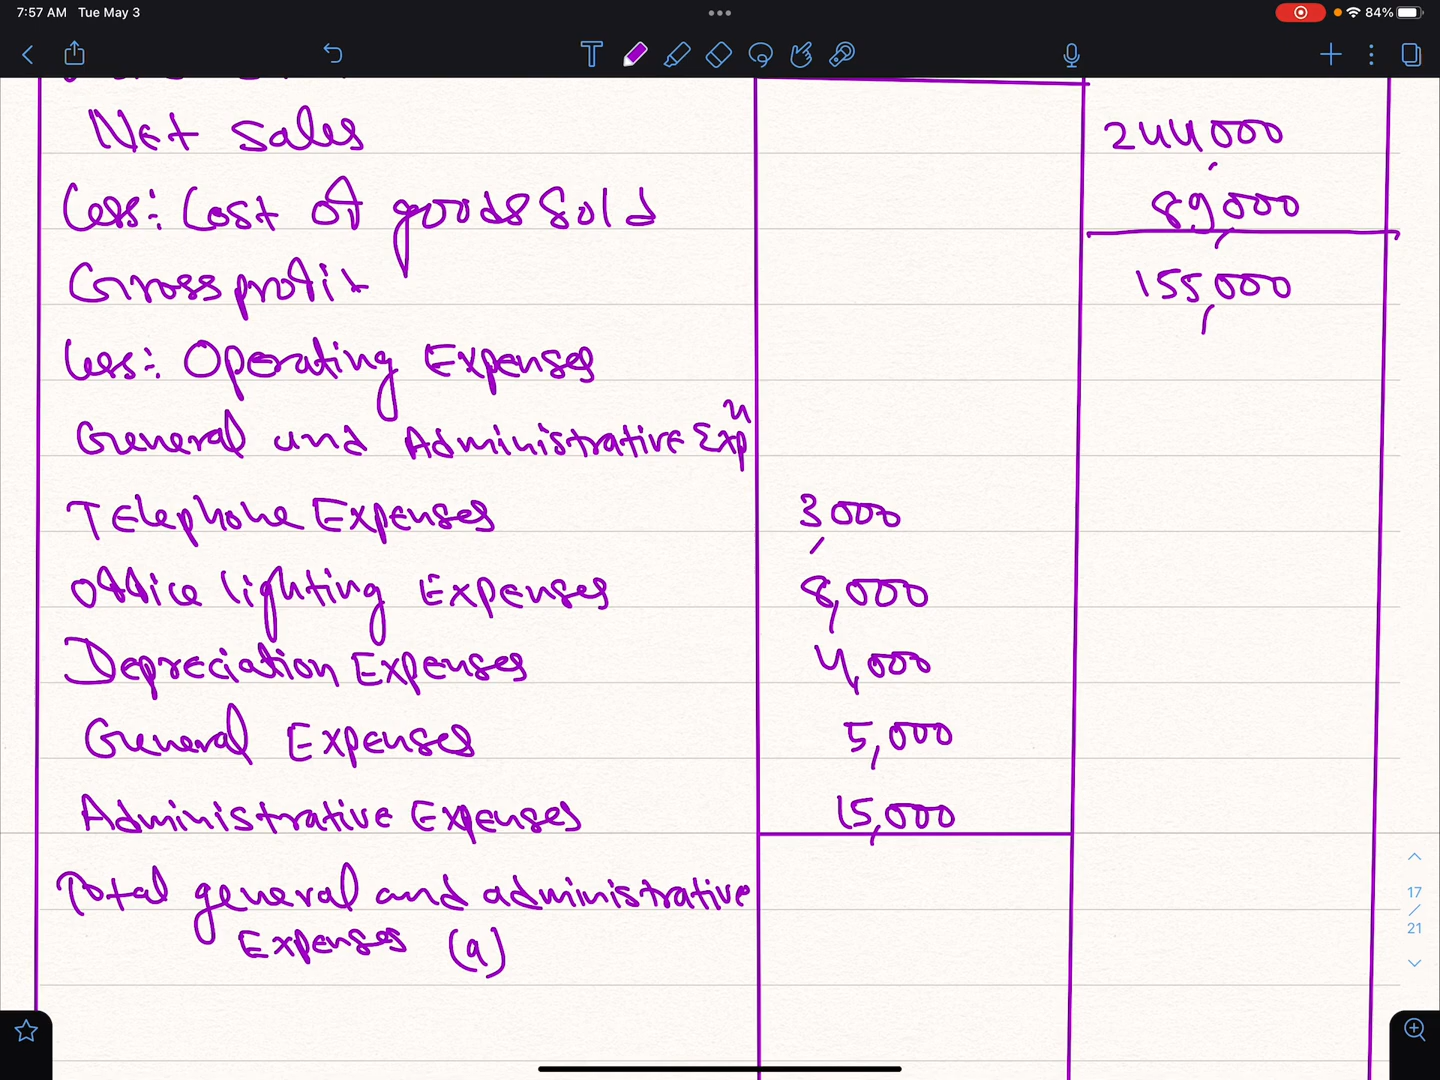 7:57 AM Tue May 3
84%
Net sales 244,000
Less: Cost of goods sold 89,000
Gross profit 155,000
Less: Operating Expenses
General and Administrative Exp
Telephone Expenses 3,000
Office lighting Expenses 8,000
Depreciation Expenses 4,000
General Expenses 5,000
Administrative Expenses 15,000
Total general and administrative
Expenses (a)
17
/
21